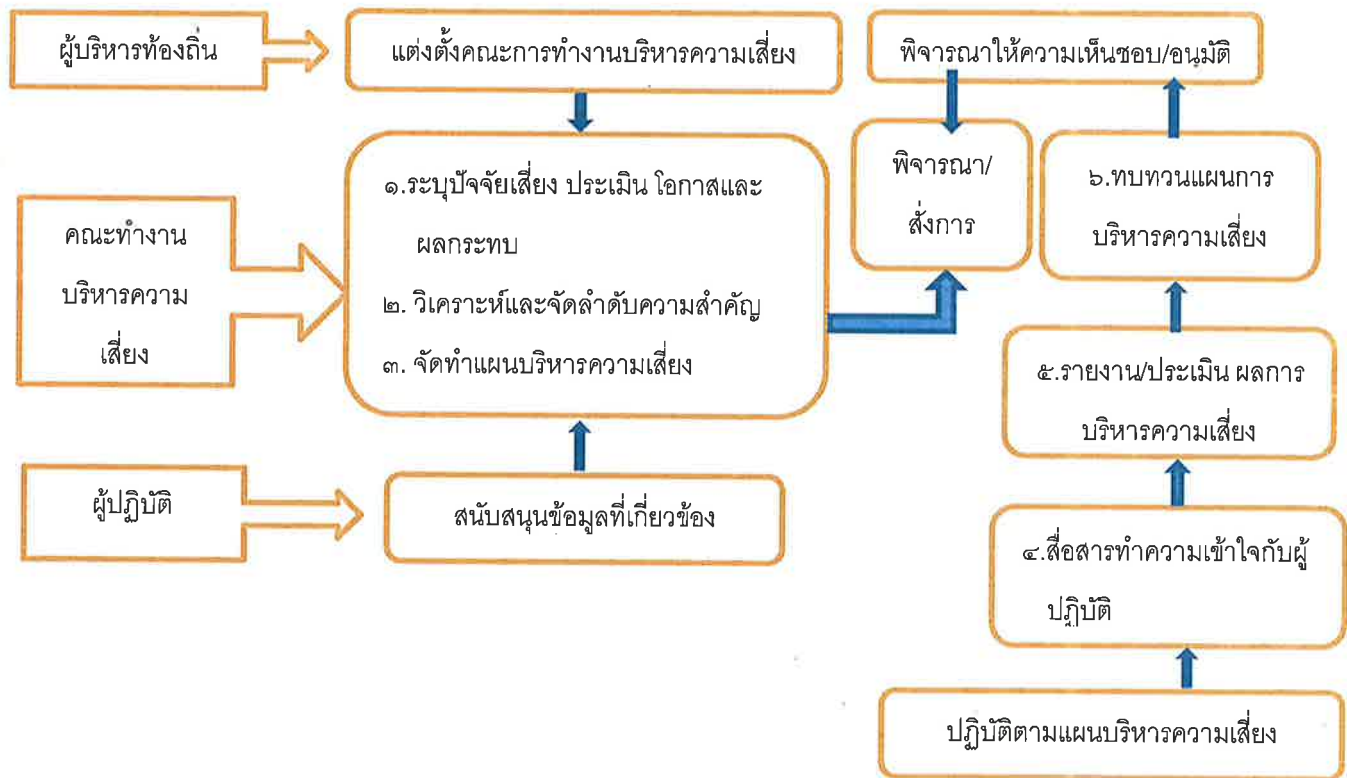 ผู้บริหารท้องถิ่น
แต่งตั้งคณะการทำงานบริหารความเสี่ยง
พิจารณาให้ความเห็นชอบ/อนุมัติ
คณะทำงาน
บริหารความ
เสี่ยง
๑.ระบุปัจจัยเสี่ยง ประเมิน โอกาสและ
ผลกระทบ
๒. วิเคราะห์และจัดลำดับความสำคัญ
๓. จัดทำแผนบริหารความเสี่ยง
พิจารณา/
สั่งการ
๖.ทบทวนแผนการ
บริหารความเสี่ยง
๕.รายงาน/ประเมิน ผลการ
บริหารความเสี่ยง
ผู้ปฏิบัติ
สนับสนุนข้อมูลที่เกี่ยวข้อง
๔.สื่อสารทำความเข้าใจกับผู้
ปฏิบัติ
ปฏิบัติตามแผนบริหารความเสี่ยง